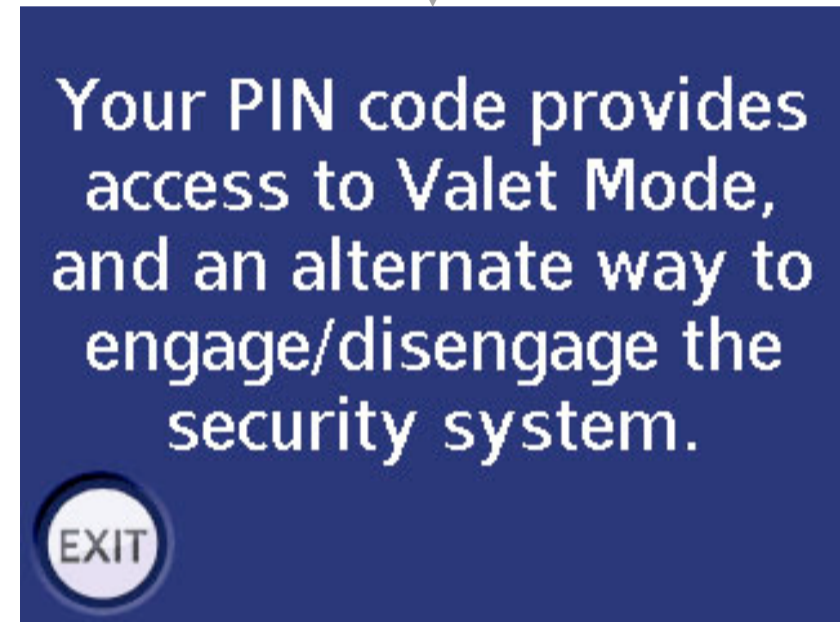 Your PIN code provides
access to Valet Mode,
and an alternate way to
engage/disengage the
security system.
EXIT